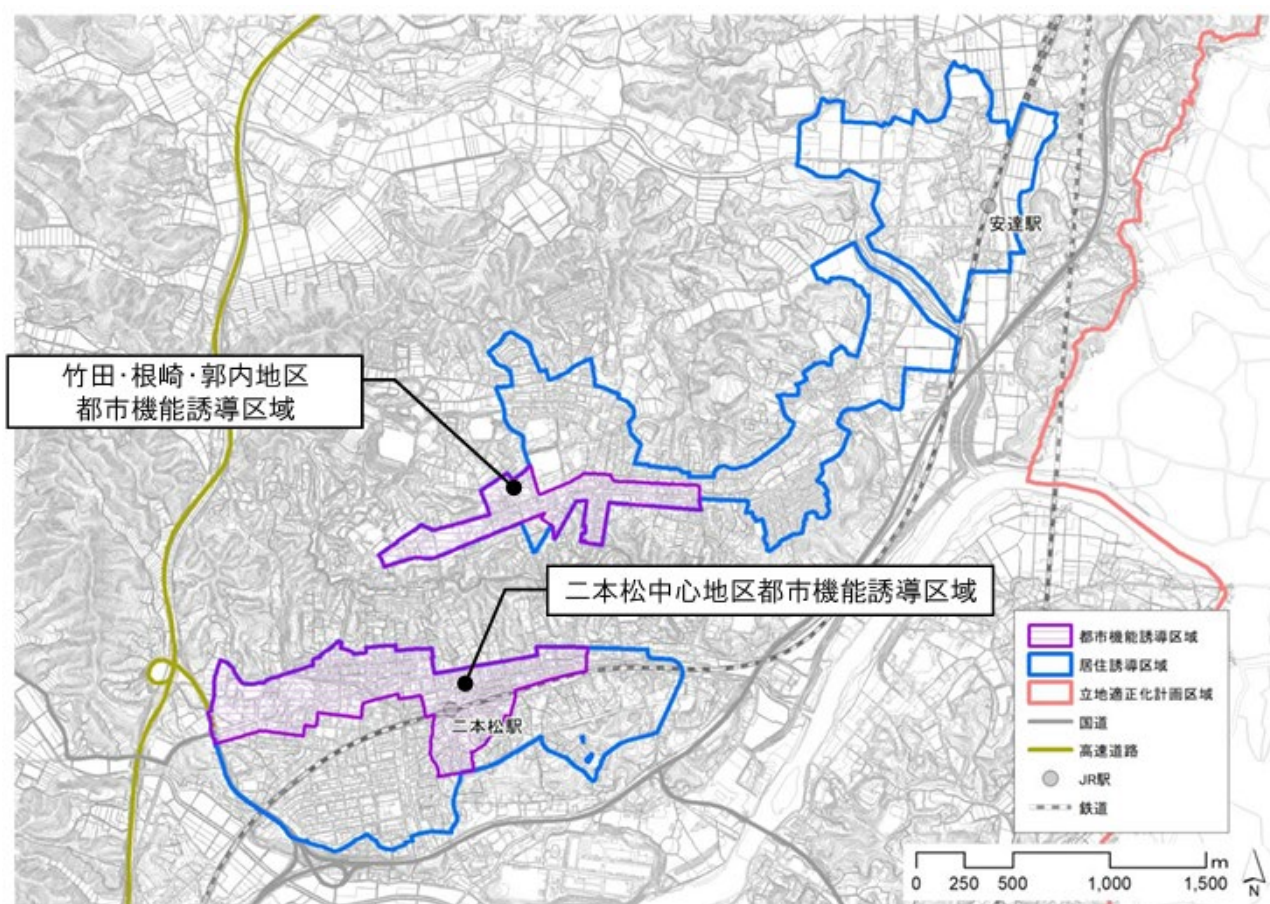 安達駅
竹田･根崎･郭内地区
都市機能誘導区域
二本松中心地区都市機能誘導区域
二本松駅
都市機能誘導区域
居住誘導区域
立地適正化計画区域
国道
高速道路
JR駅
鉄道
m
0 250 500 1,000 1,500
N